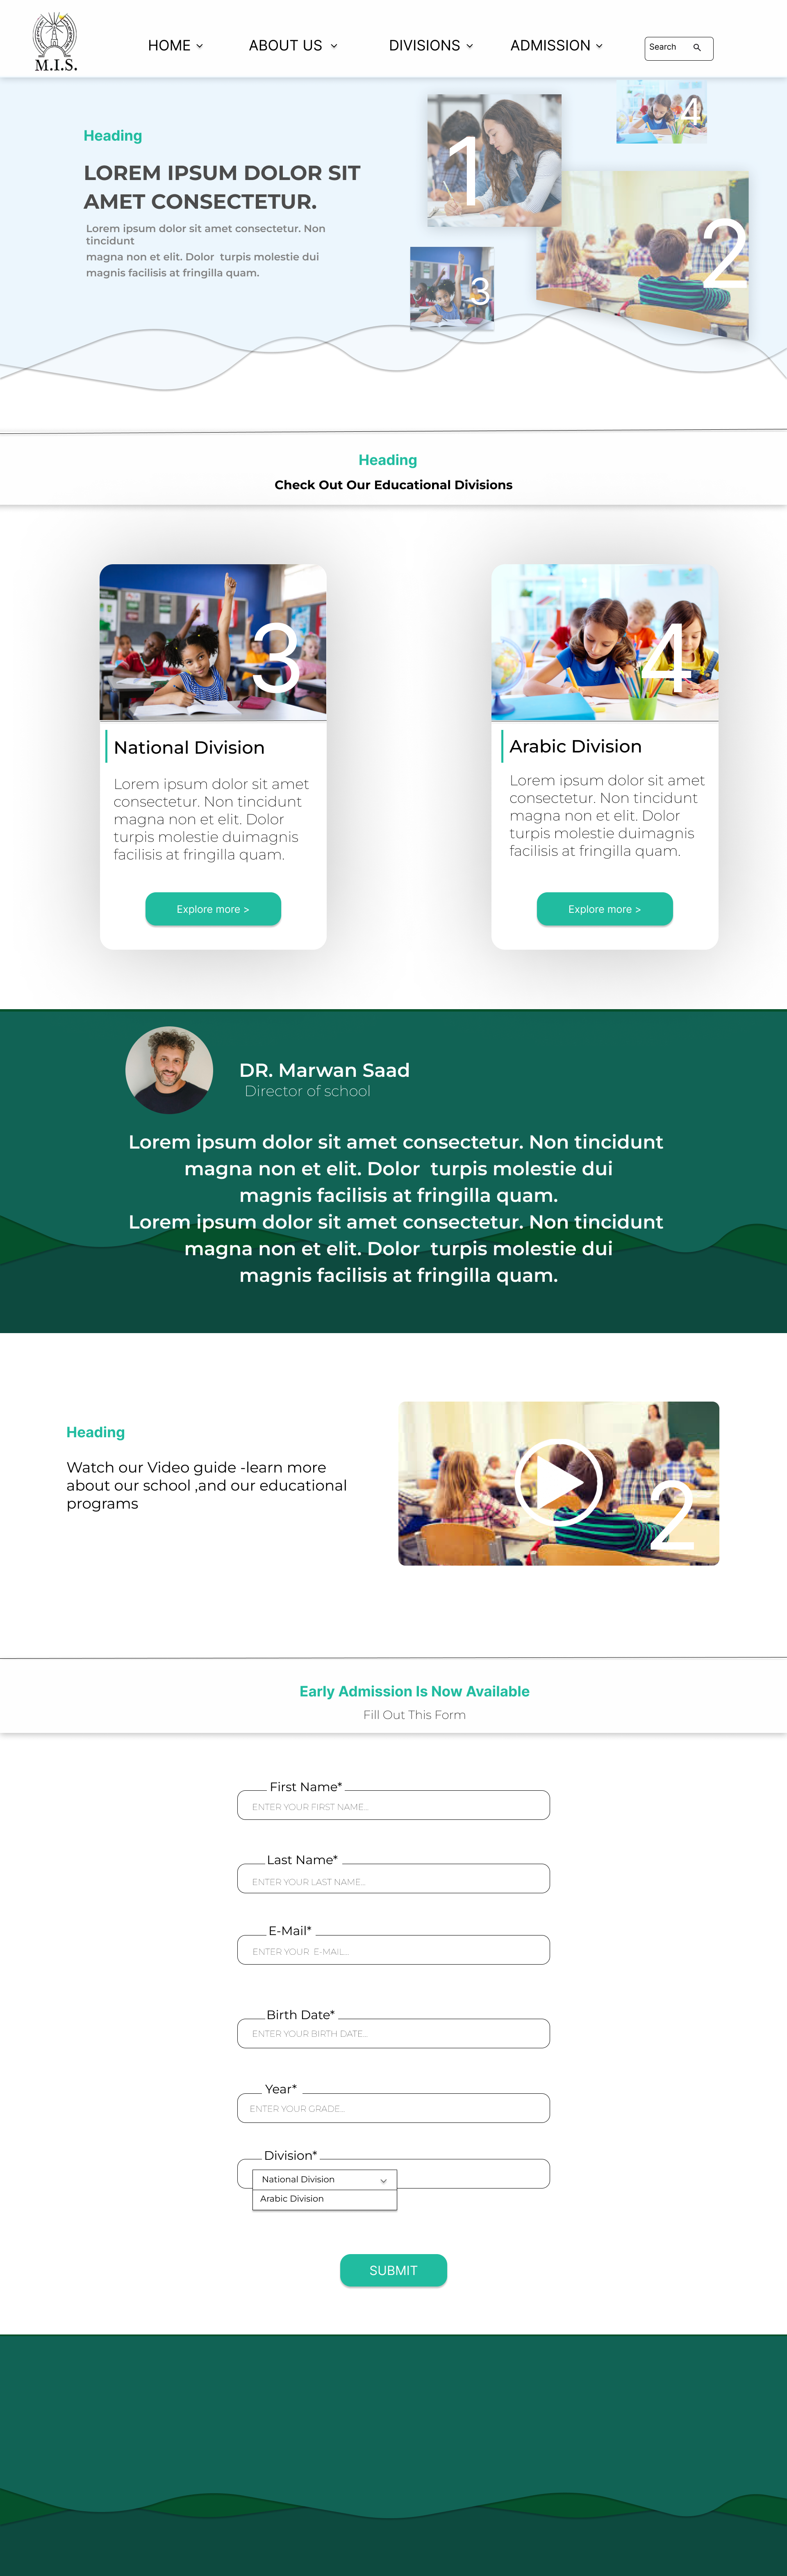 M.I.S.
HOME
ABOUT US
DIVISIONS
ADMISSION
Search
Heading
LOREM IPSUM DOLOR SIT
AMET CONSECTETUR.
Lorem ipsum dolor sit amet consectetur. Non
tincidunt
magna non et elit. Dolor  turpis molestie dui
magnis facilisis at fringilla quam.
1
4
2
3
Heading
Check Out Our Educational Divisions
3
National Division
Lorem ipsum dolor sit amet
consectetur. Non tincidunt
magna non et elit. Dolor
turpis molestie duimagnis
facilisis at fringilla quam.
Explore more >
4
Arabic Division
Lorem ipsum dolor sit amet
consectetur. Non tincidunt
magna non et elit. Dolor
turpis molestie duimagnis
facilisis at fringilla quam.
Explore more >
DR. Marwan Saad
Director of school
Lorem ipsum dolor sit amet consectetur. Non tincidunt
magna non et elit. Dolor  turpis molestie dui
magnis facilisis at fringilla quam.
Lorem ipsum dolor sit amet consectetur. Non tincidunt
magna non et elit. Dolor  turpis molestie dui
magnis facilisis at fringilla quam.
Heading
Watch our Video guide -learn more
about our school ,and our educational
programs
2
Early Admission Is Now Available
Fill Out This Form
First Name*
ENTER YOUR FIRST NAME...
Last Name*
ENTER YOUR LAST NAME...
E-Mail*
ENTER YOUR  E-MAIL...
Birth Date*
ENTER YOUR BIRTH DATE...
Year*
ENTER YOUR GRADE...
Division*
National Division
Arabic Division
SUBMIT